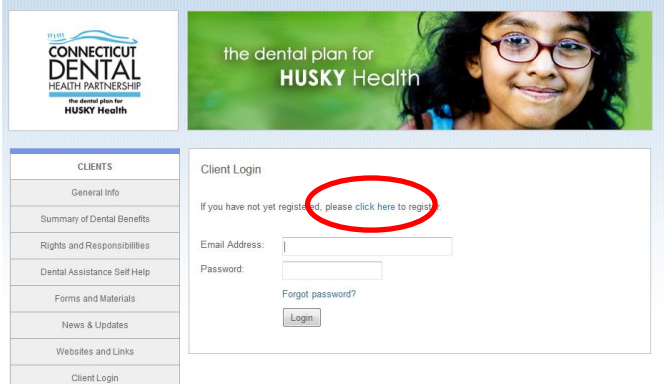 CONNECTICUT
DENTAL
HEALTH PARTNERSHIP
the dental plan for
HUSKY Health
the dental plan for
HUSKY Health
CLIENTS
General Info
Summary of Dental Benefits
Rights and Responsibilities
Dental Assistance Self Help
Forms and Materials
News & Updates
Websites and Links
Client Login
Client Login
If you have not yet registered, please click here to register.
Email Address:
Password:
Forgot password?
Login